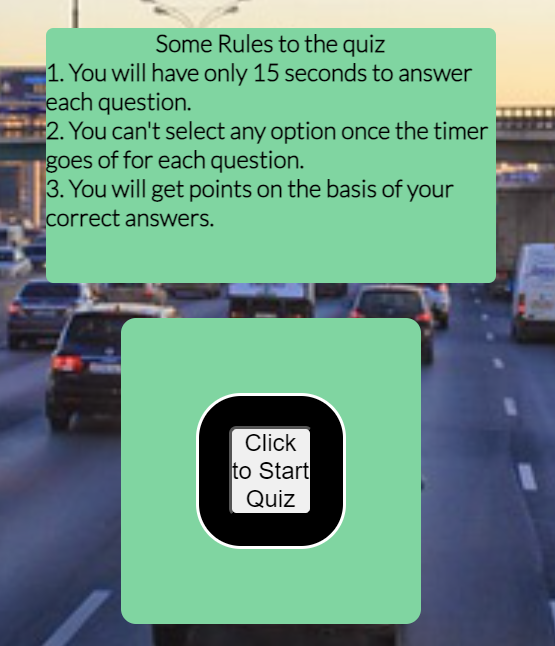 Some Rules to the quiz
1. You will have only 15 seconds to answer
each question.
2. You can't select any option once the timer
goes of for each question.
3. You will get points on the basis of your
correct answers.
Click
to Start
Quiz